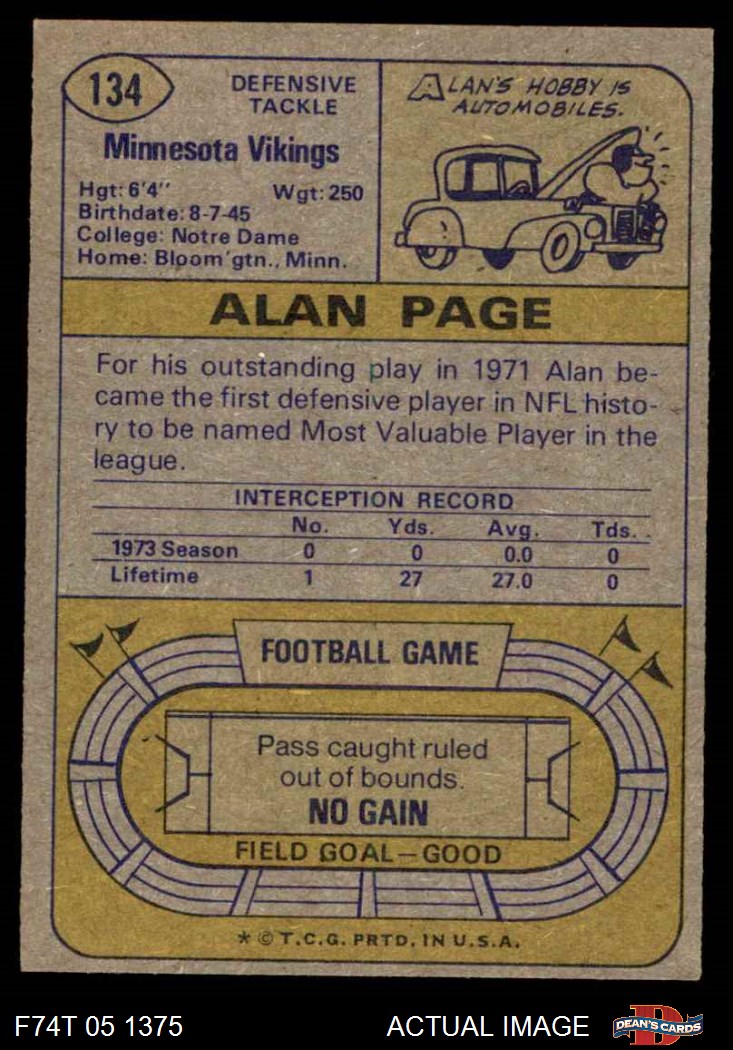 134
DEFENSIVE
TACKLE
Minnesota Vikings
Hgt: 6'4" Wgt: 250
Birthdate: 8-7-45
College: Notre Dame
Home: Bloom'gtn., Minn.
ALAN'S HOBBY IS
AUTOMOBILES.
ALAN PAGE
For his outstanding play in 1971 Alan be-
came the first defensive player in NFL histo-
ry to be named Most Valuable Player in the
league.
INTERCEPTION RECORD
No. Yds. Avg. Tds.
1973 Season 0 0 0.0 0
Lifetime 1 27 27.0 0
FOOTBALL GAME
Pass caught ruled
out of bounds.
NO GAIN
FIELD GOAL—GOOD
* © T.C.G. PRTD. IN U.S.A.
F74T 05 1375 ACTUAL IMAGE D DEAN'S CARDS